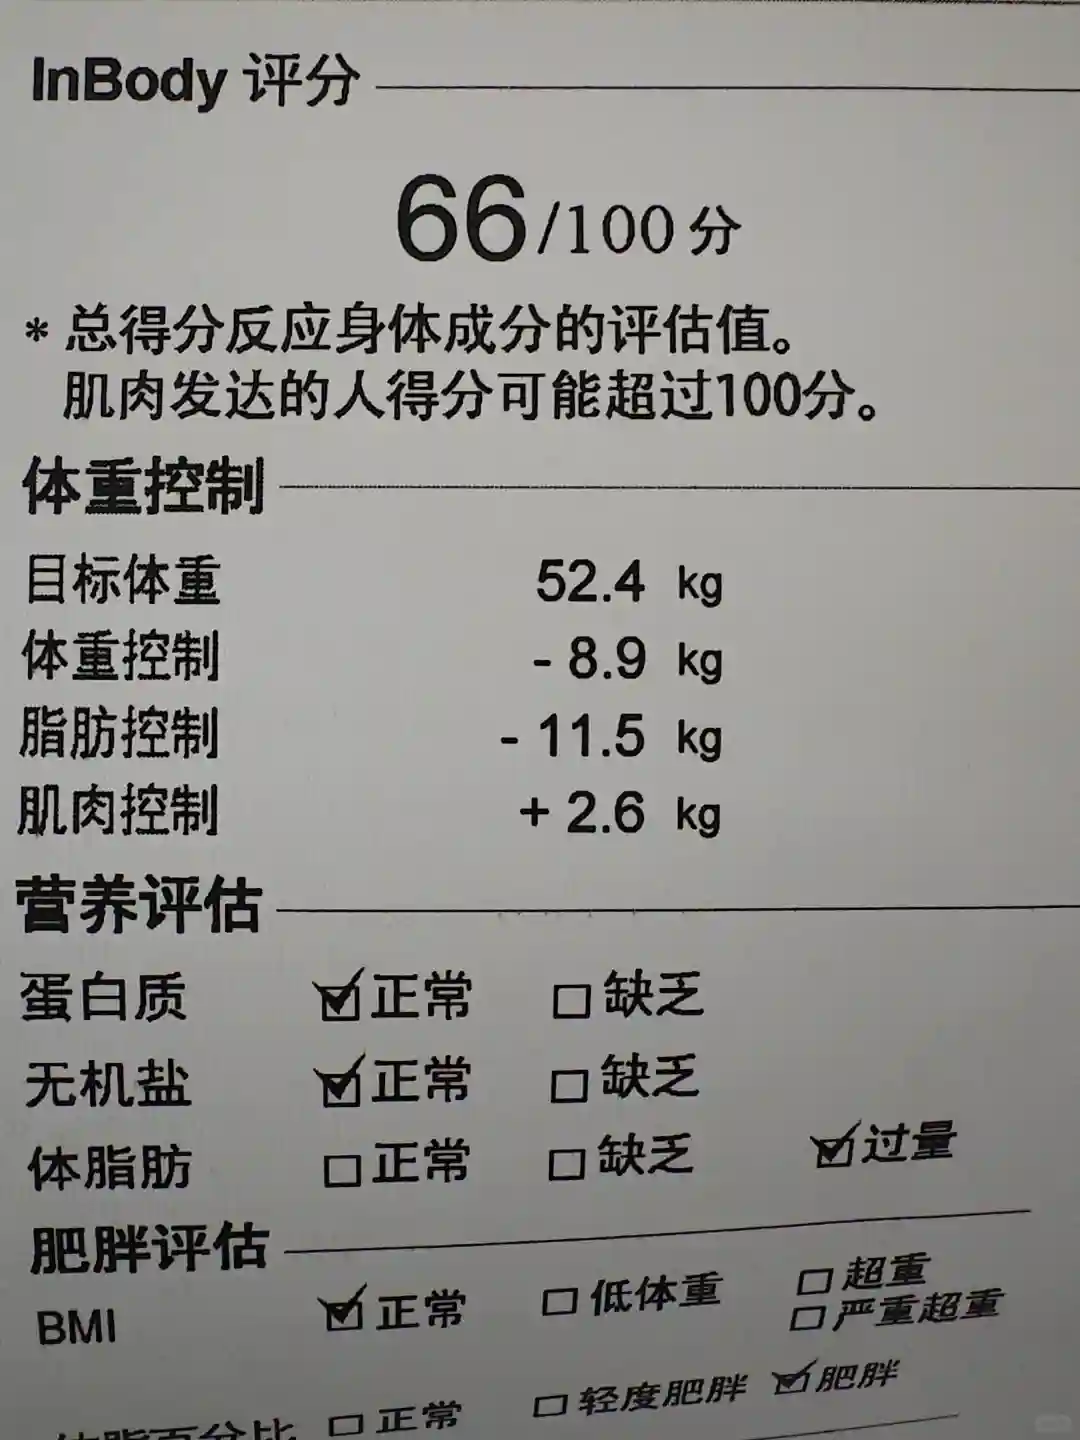 InBody 评分
66/100 分
* 总得分反应身体成分的评估值。
肌肉发达的人得分可能超过100分。
体重控制
目标体重 52.4 kg
体重控制 - 8.9 kg
脂肪控制 - 11.5 kg
肌肉控制 + 2.6 kg
营养评估
蛋白质 ☑正常 □缺乏
无机盐 ☑正常 □缺乏
体脂肪 □正常 □缺乏 ☑过量
肥胖评估
BMI ☑正常 □低体重 □超重
□严重超重
体脂百分比 □正常 □轻度肥胖 ☑肥胖